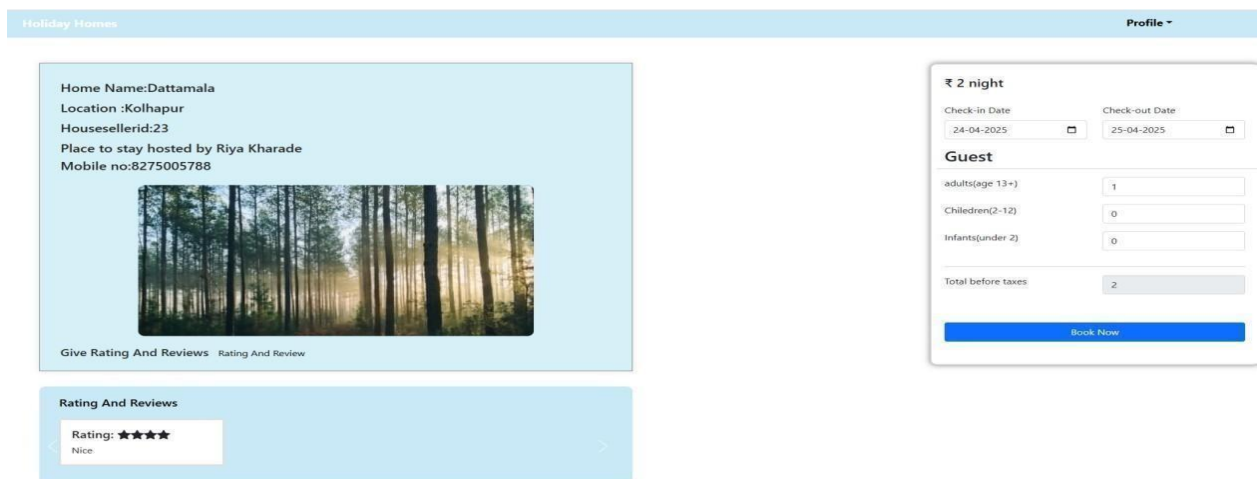 Holiday Homes
Profile
Home Name:Dattamala
Location :Kolhapur
Housesellerid:23
Place to stay hosted by Riya Kharade
Mobile no:8275005788
Give Rating And Reviews Rating And Review
Rating And Reviews
Rating: ★★★★
Nice
₹ 2 night
Check-in Date Check-out Date
24-04-2025 25-04-2025
Guest
adults(age 13+) 1
Chiledren(2-12) 0
Infants(under 2) 0
Total before taxes 2
Book Now